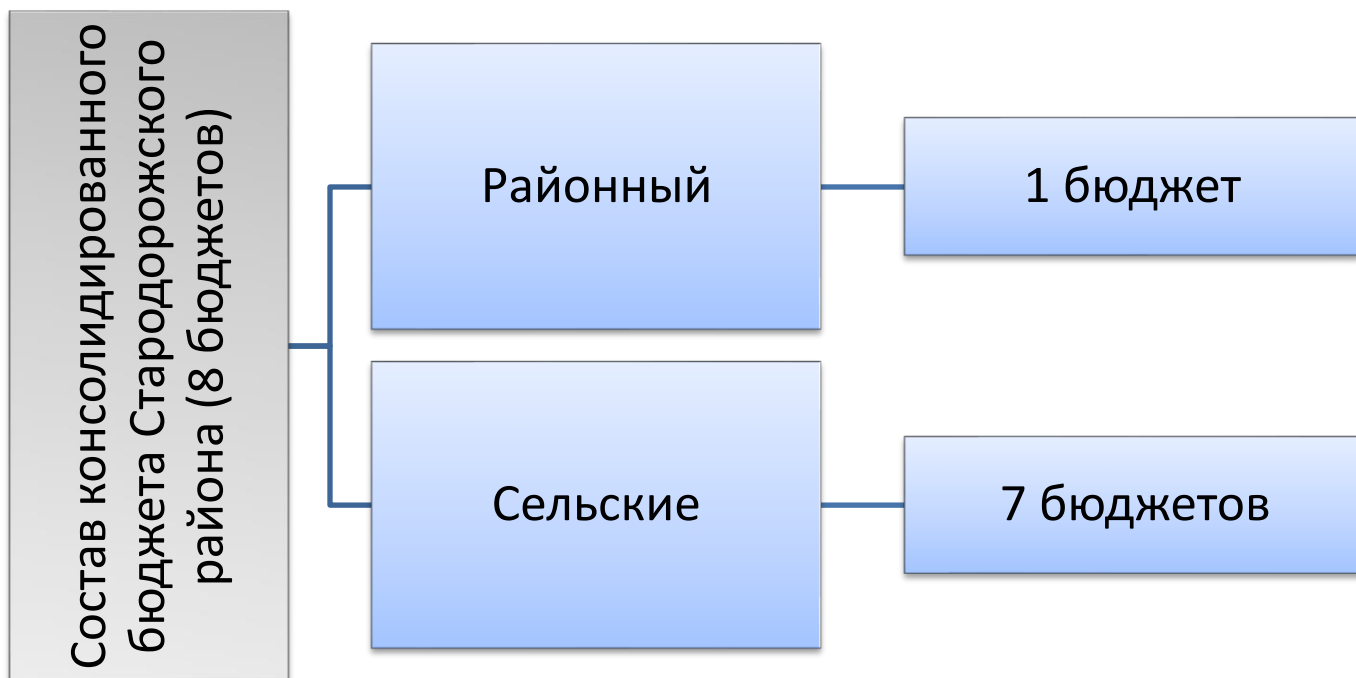 Состав консолидированного
бюджета Стародорожского
района (8 бюджетов)
Районный
1 бюджет
Сельские
7 бюджетов